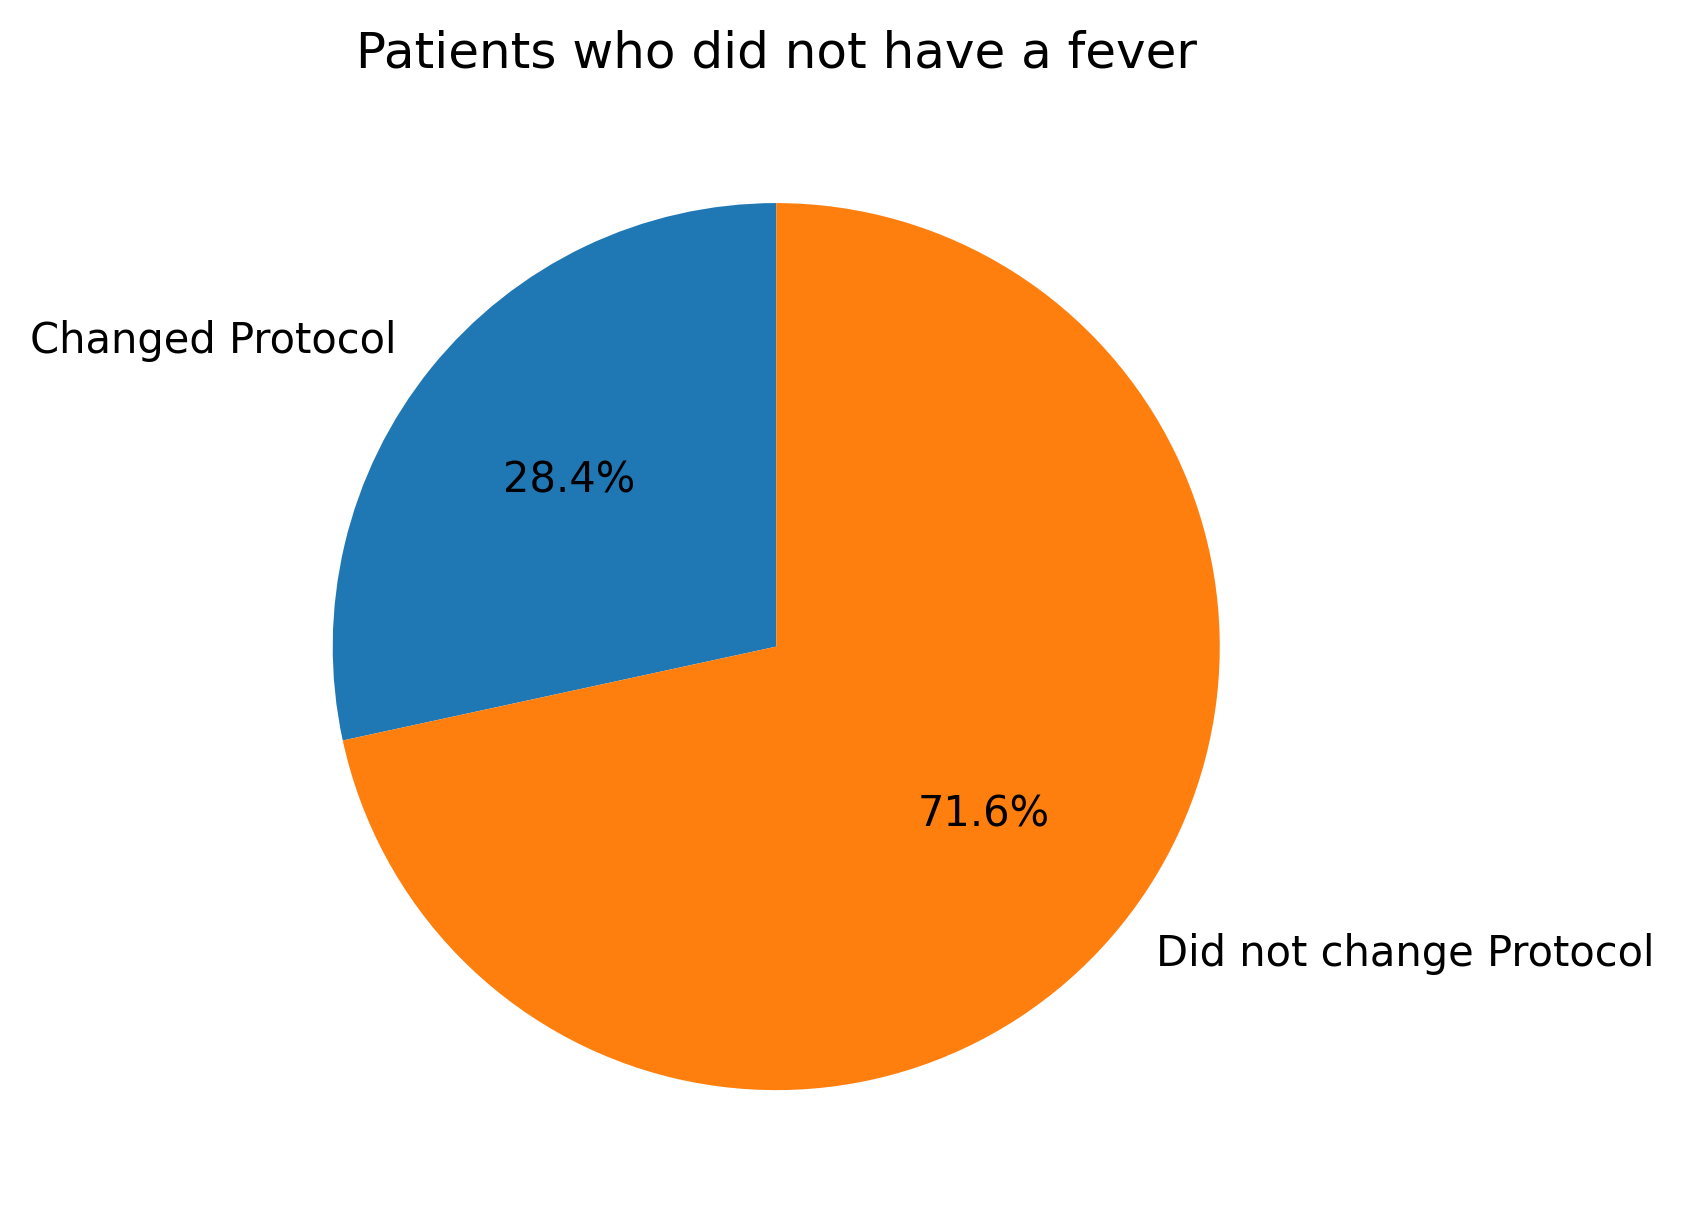 Patients who did not have a fever
Changed Protocol
28.4%
71.6%
Did not change Protocol